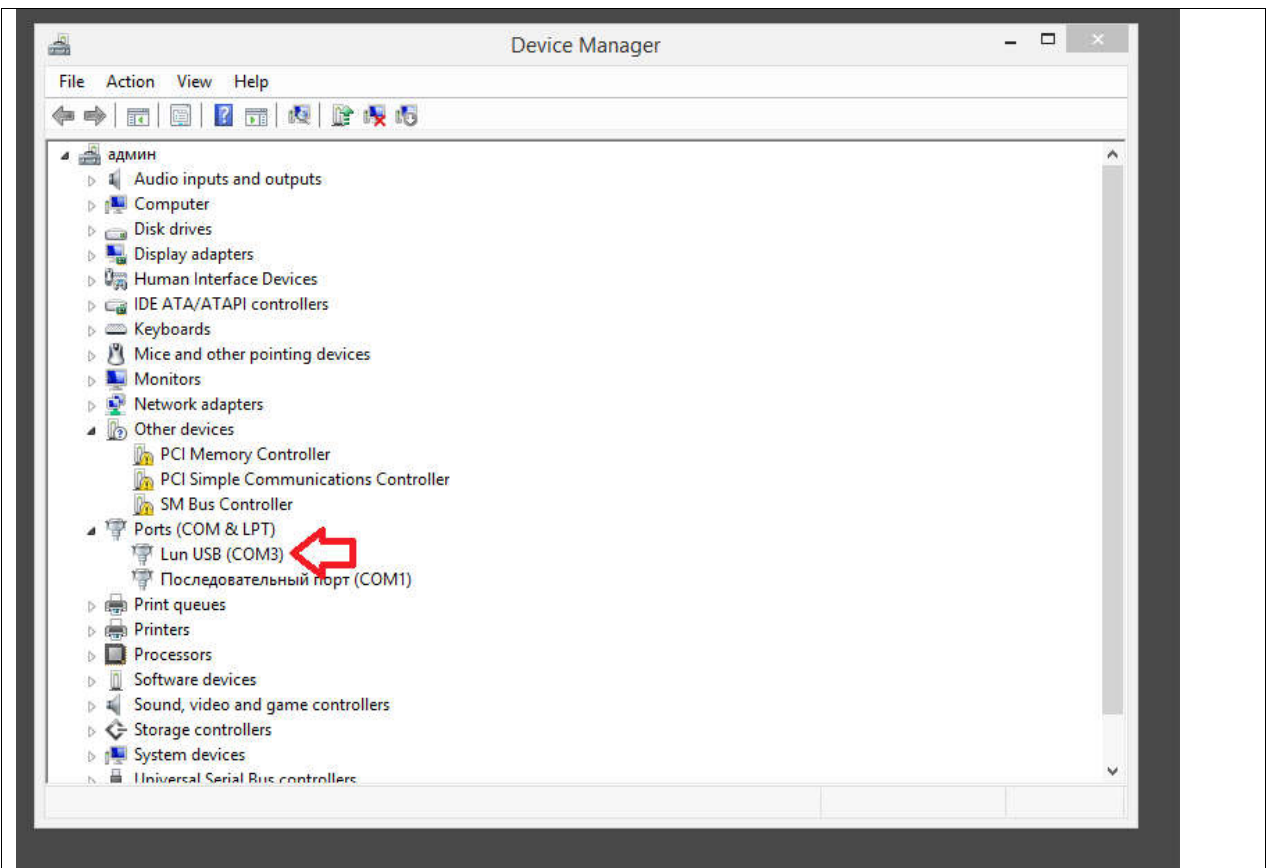 Device Manager
File Action View Help
админ
Audio inputs and outputs
Computer
Disk drives
Display adapters
Human Interface Devices
IDE ATA/ATAPI controllers
Keyboards
Mice and other pointing devices
Monitors
Network adapters
Other devices
PCI Memory Controller
PCI Simple Communications Controller
SM Bus Controller
Ports (COM & LPT)
Lun USB (COM3)
Последовательный порт (COM1)
Print queues
Printers
Processors
Software devices
Sound, video and game controllers
Storage controllers
System devices
Universal Serial Bus controllers